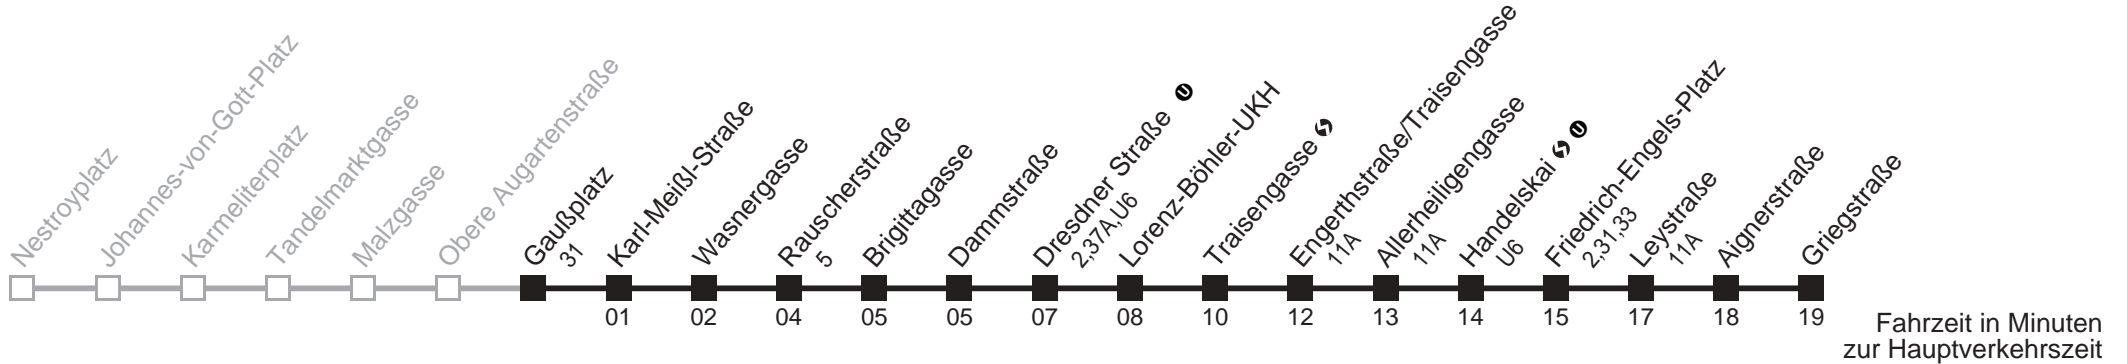 Nestroyplatz
Johannes-von-Gott-Platz
Karmeliterplatz
Tandelmarktgasse
Malzgasse
Obere Augartenstraße
Gaußplatz
31
Karl-Meißl-Straße
Wasnergasse
Rauscherstraße
5
Brigittagasse
Dammstraße
Dresdner Straße U
2,37A,U6
Lorenz-Böhler-UKH
Traisengasse S
Engerthstraße/Traisengasse
11A
Allerheiligengasse
11A
Handelskai S U
U6
Friedrich-Engels-Platz
2,31,33
Leystraße
11A
Aignerstraße
Griegstraße
01 02 04 05 05 07 08 10 12 13 14 15 17 18 19
Fahrzeit in Minuten
zur Hauptverkehrszeit